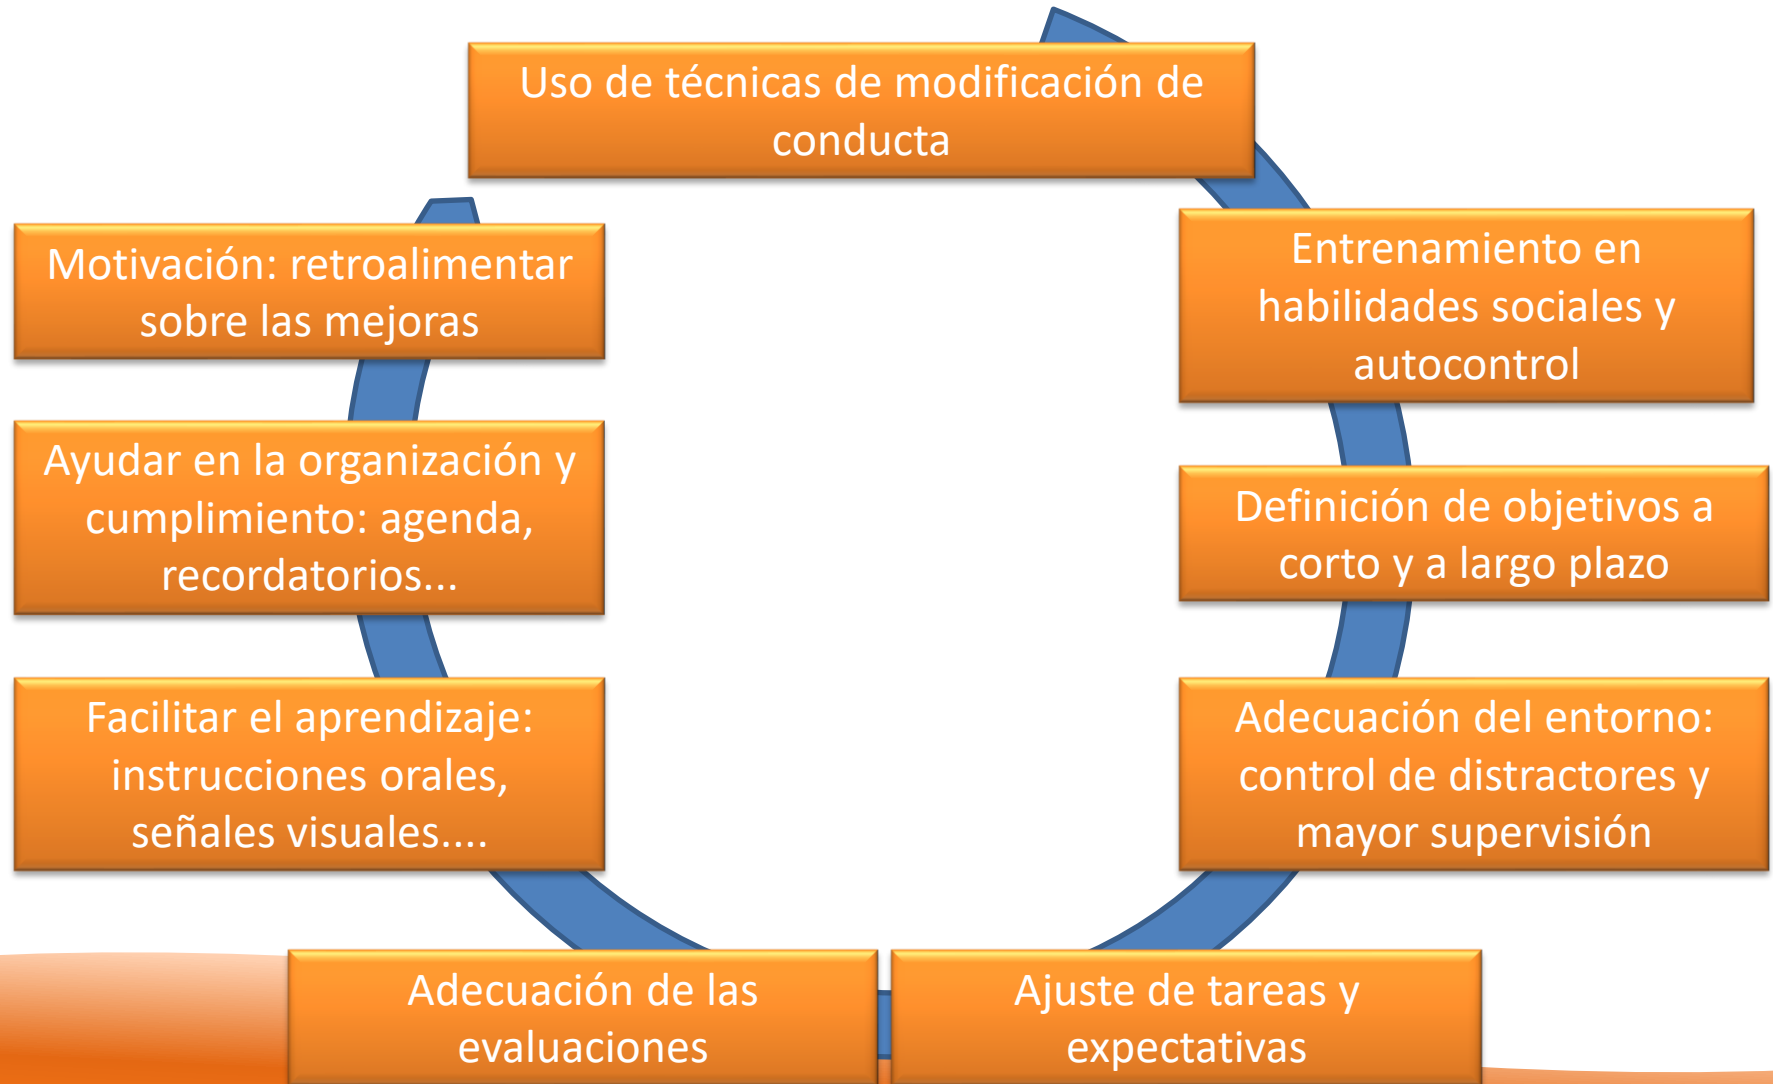 Uso de técnicas de modificación de
conducta
Entrenamiento en
habilidades sociales y
autocontrol
Definición de objetivos a
corto y a largo plazo
Adecuación del entorno:
control de distractores y
mayor supervisión
Ajuste de tareas y
expectativas
Adecuación de las
evaluaciones
Facilitar el aprendizaje:
instrucciones orales,
señales visuales....
Ayudar en la organización y
cumplimiento: agenda,
recordatorios...
Motivación: retroalimentar
sobre las mejoras